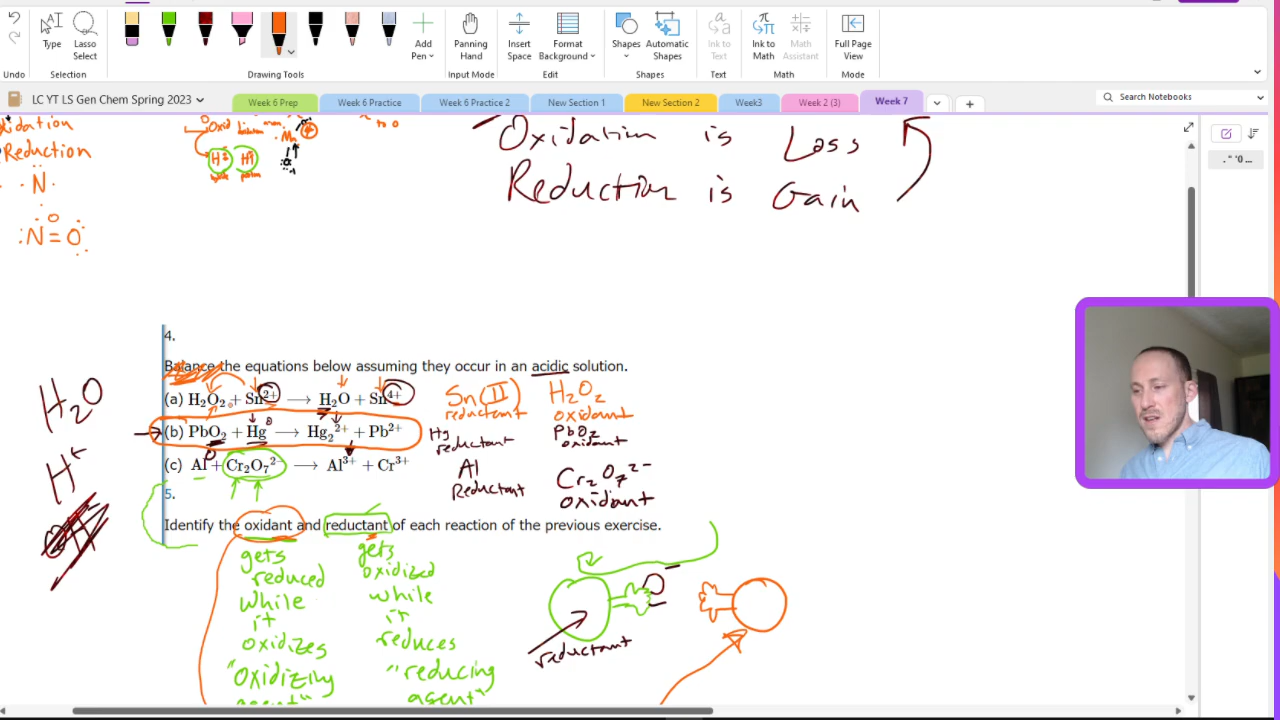 Undo
Type
Lasso
Select
Selection
Drawing Tools
Add
Pen
Panning
Hand
Input Mode
Insert
Space
Format
Background
Edit
Shapes
Automatic
Shapes
Shapes
Ink to
Text
Text
Ink to
Math
Math
Assistant
Math
Full Page
View
Mode
LC YT LS Gen Chem Spring 2023
Week 6 Prep
Week 6 Practice
Week 6 Practice 2
New Section 1
New Section 2
Week3
Week 2 (3)
Week 7
Search Notebooks
Reduction
N
:N=O
Oxidation is Loss
Reduction is Gain
4.
Balance the equations below assuming they occur in an acidic solution.
(a) H₂O₂ + Sn²⁺ ⟶ H₂O + Sn⁴⁺
Sn(II) H₂O₂
reductant oxidant
(b) PbO₂ + Hg ⟶ Hg₂²⁺ + Pb²⁺
Hg PbO₂
reductant oxidant
(c) Al + Cr₂O₇²⁻ ⟶ Al³⁺ + Cr³⁺
Al Cr₂O₇²⁻
Reductant oxidant
H₂O
H⁺
5.
Identify the oxidant and reductant of each reaction of the previous exercise.
gets
reduced
while
it
oxidizes
"oxidizing
agent"
gets
oxidized
while
it
reduces
"reducing
agent"
reductant